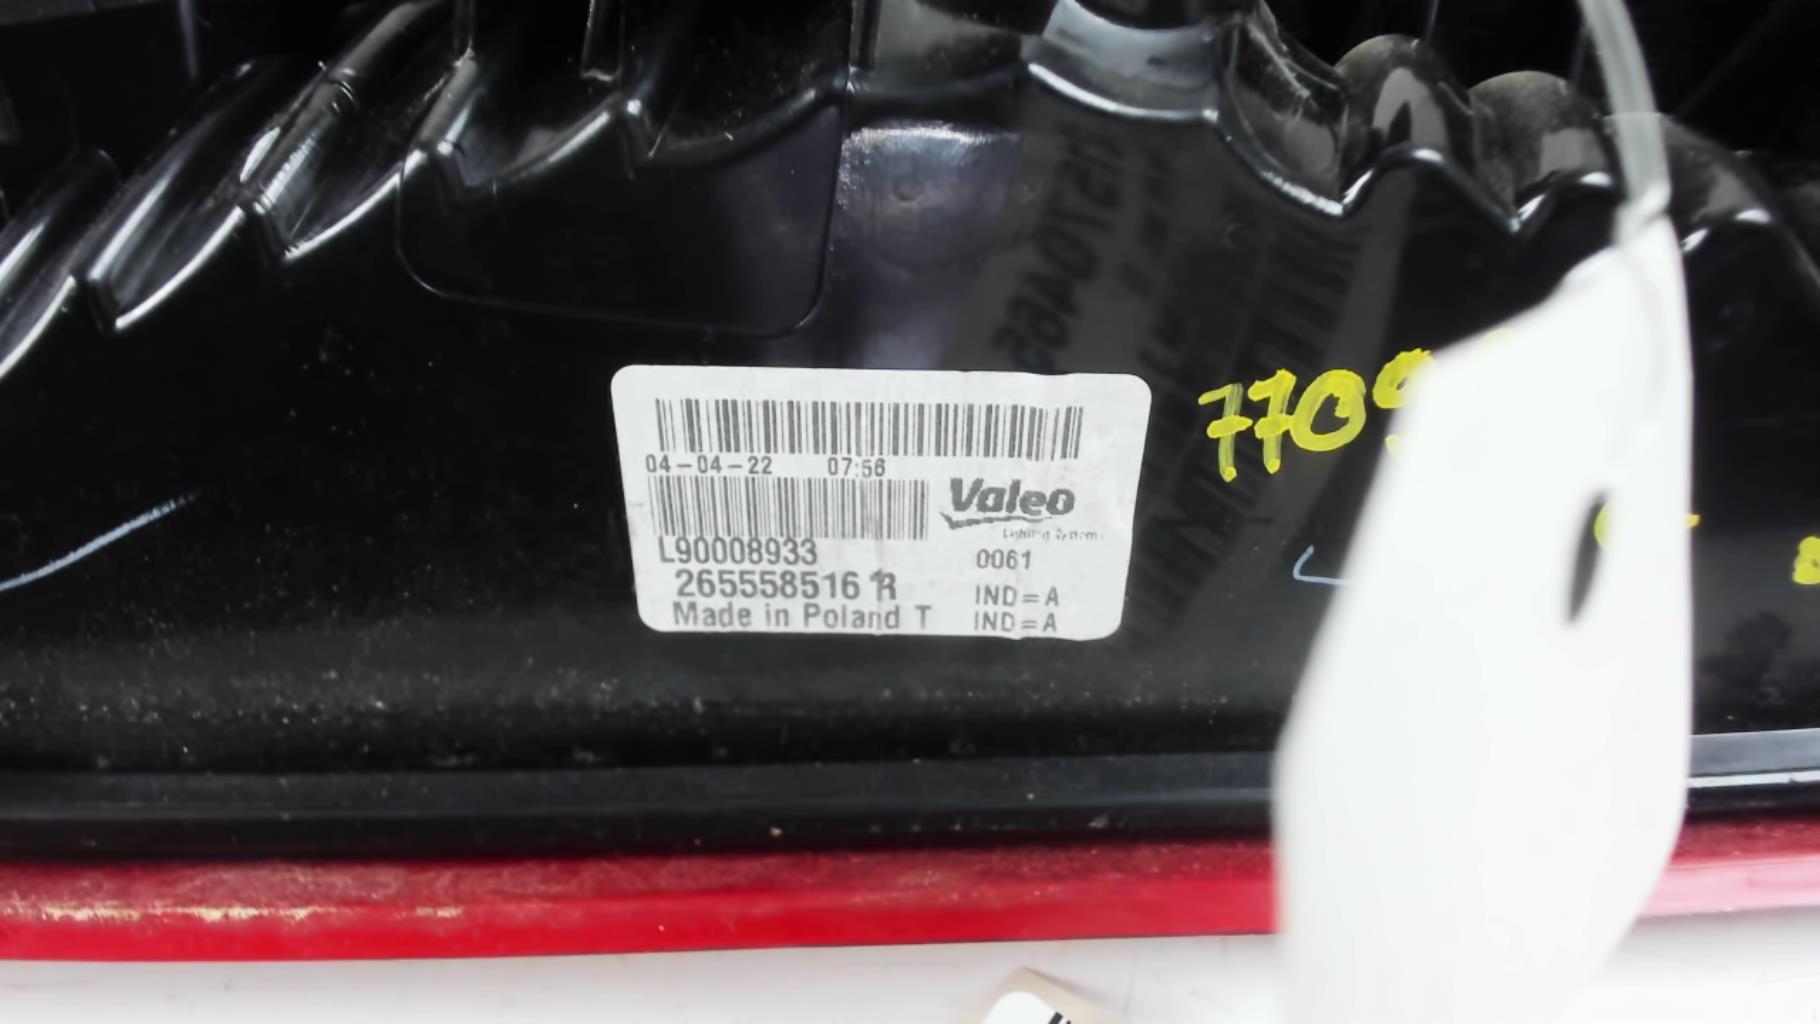 04-04-22 07:56
Valeo
Lighting Systems
L90008933 0061
265558516 R IND=A
Made in Poland T IND=A
770